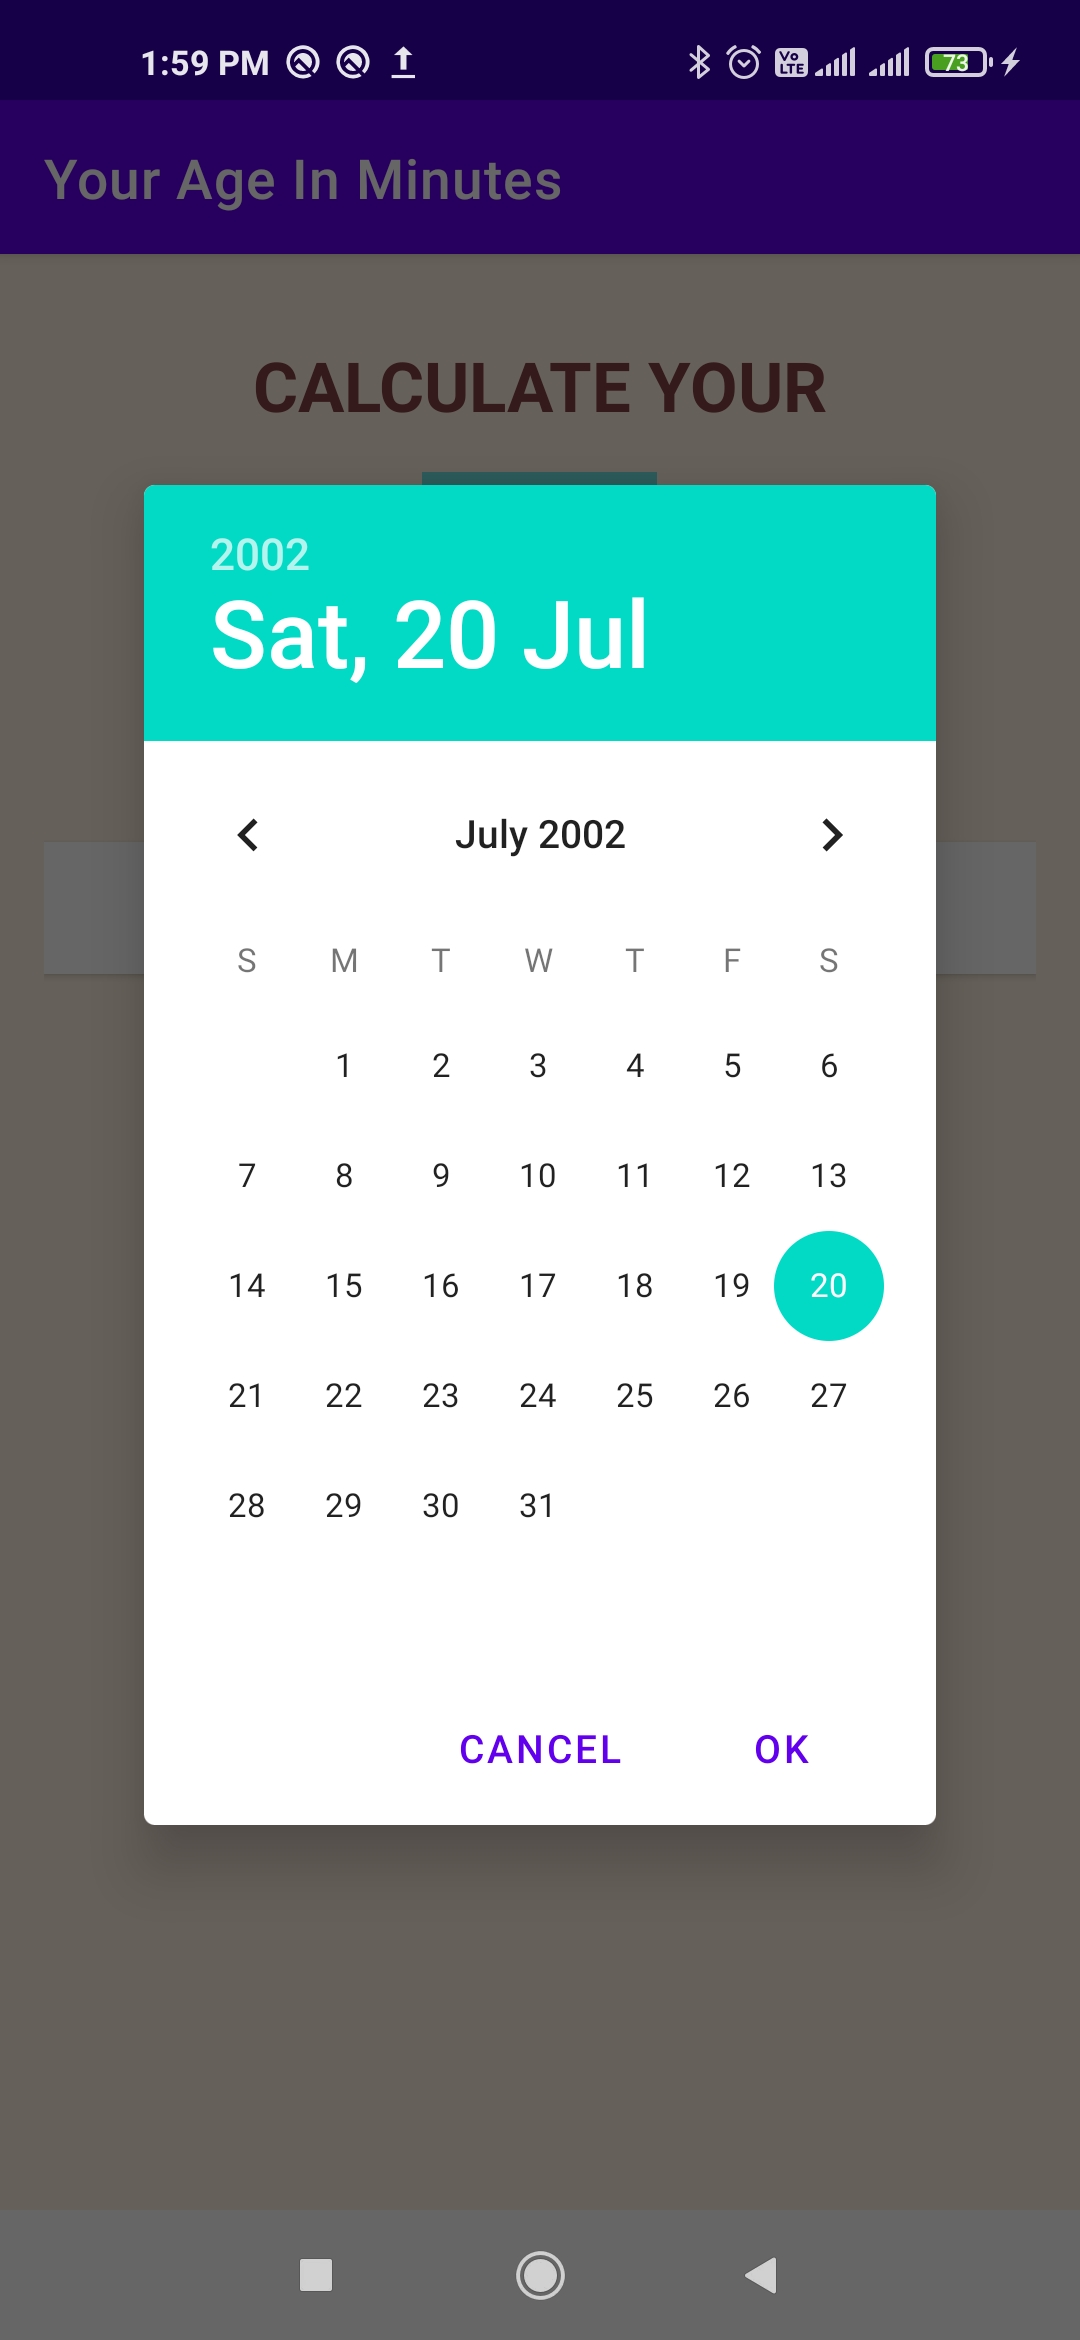 1:59 PM Vo LTE 73
Your Age In Minutes
CALCULATE YOUR
2002
Sat, 20 Jul
July 2002
S M T W T F S
1 2 3 4 5 6
7 8 9 10 11 12 13
14 15 16 17 18 19 20
21 22 23 24 25 26 27
28 29 30 31
CANCEL OK